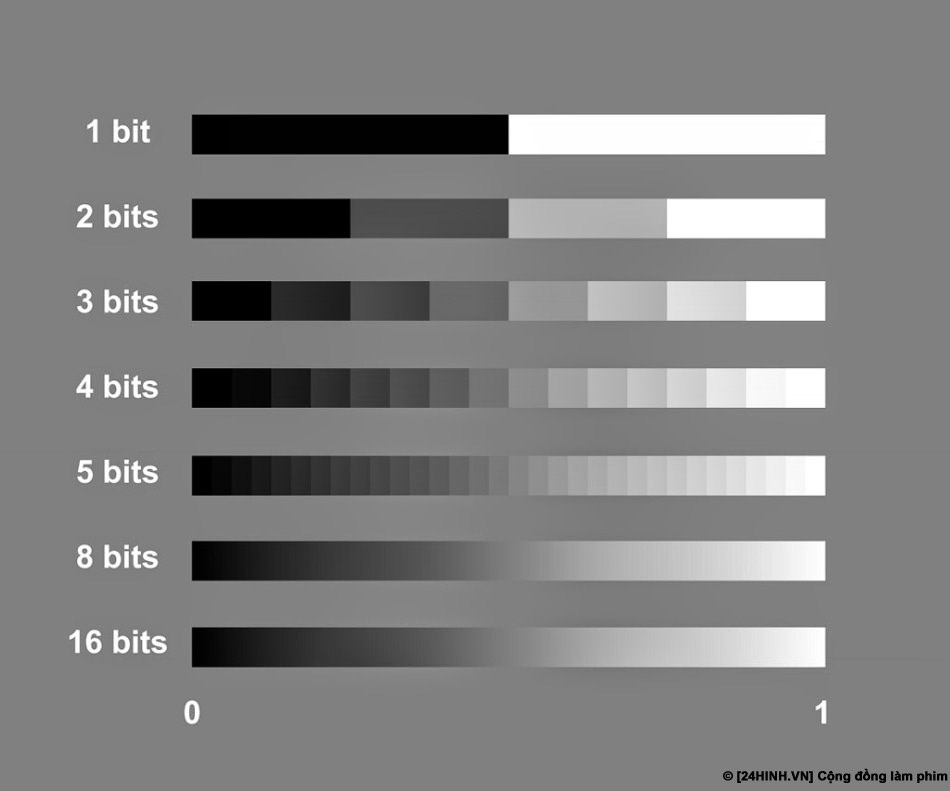 1 bit
2 bits
3 bits
4 bits
5 bits
8 bits
16 bits
0 1
© [24HINH.VN] Cộng đồng làm phim